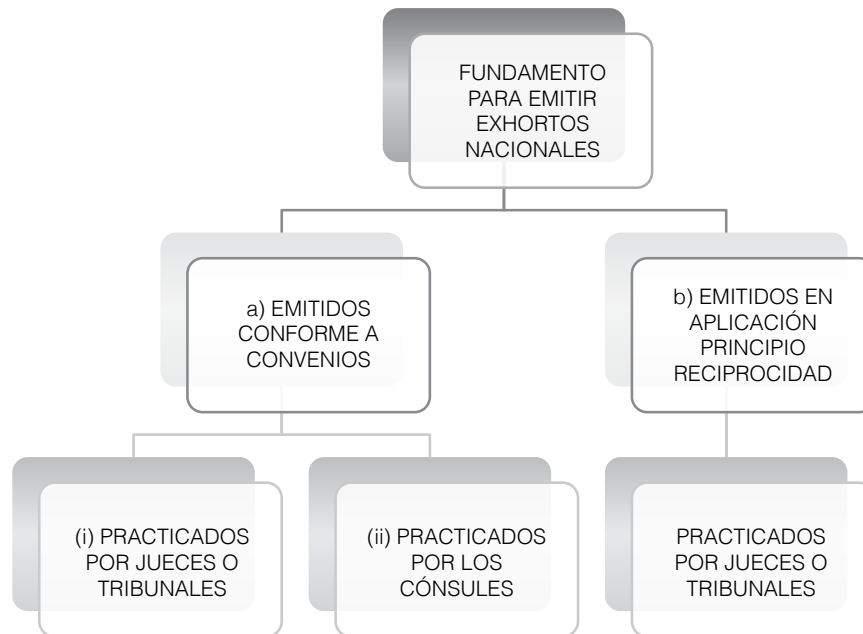 FUNDAMENTO
PARA EMITIR
EXHORTOS
NACIONALES
a) EMITIDOS
CONFORME A
CONVENIOS
b) EMITIDOS EN
APLICACIÓN
PRINCIPIO
RECIPROCIDAD
(i) PRACTICADOS
POR JUECES O
TRIBUNALES
(ii) PRACTICADOS
POR LOS
CÓNSULES
PRACTICADOS
POR JUECES O
TRIBUNALES